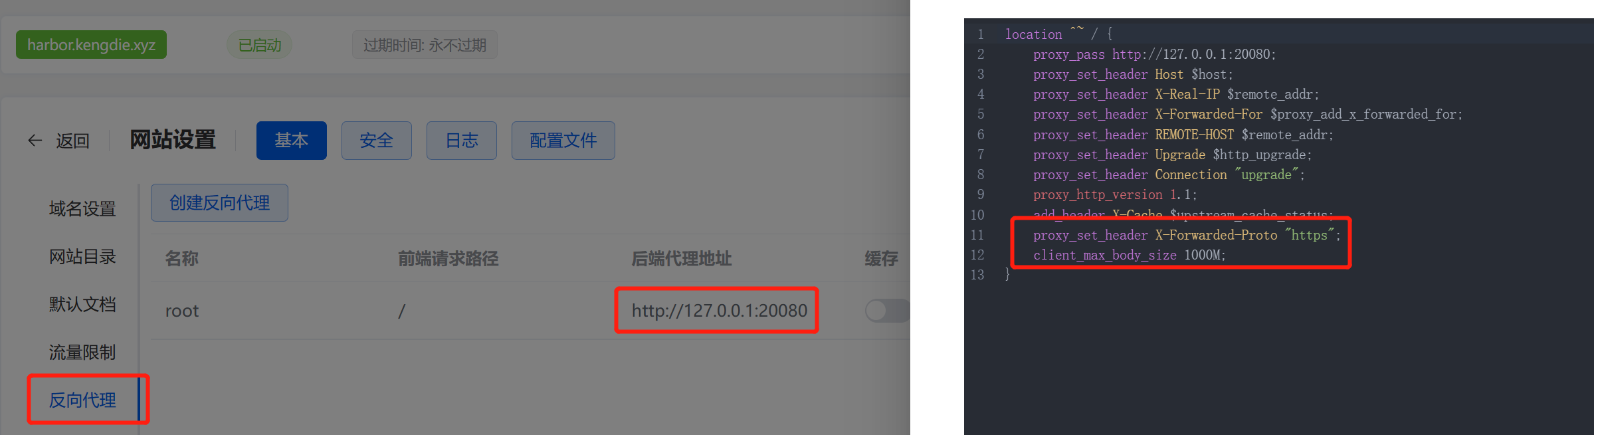 harbor.kengdie.xyz
已启动
过期时间: 永不过期
返回
网站设置
基本
安全
日志
配置文件
域名设置
网站目录
默认文档
流量限制
反向代理
创建反向代理
名称 前端请求路径 后端代理地址 缓存
root / http://127.0.0.1:20080
1 location ^~ / {
2 proxy_pass http://127.0.0.1:20080;
3 proxy_set_header Host $host;
4 proxy_set_header X-Real-IP $remote_addr;
5 proxy_set_header X-Forwarded-For $proxy_add_x_forwarded_for;
6 proxy_set_header REMOTE-HOST $remote_addr;
7 proxy_set_header Upgrade $http_upgrade;
8 proxy_set_header Connection "upgrade";
9 proxy_http_version 1.1;
10 add_header X-Cache $upstream_cache_status;
11 proxy_set_header X-Forwarded-Proto "https";
12 client_max_body_size 1000M;
13 }